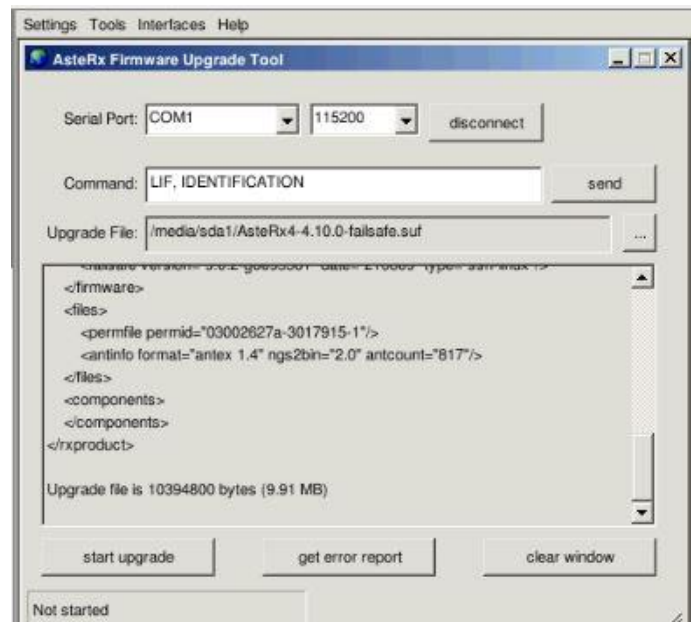 Settings Tools Interfaces Help
AsteRx Firmware Upgrade Tool
Serial Port: COM1 115200 disconnect
Command: LIF, IDENTIFICATION send
Upgrade File: /media/sda1/AsteRx4-4.10.0-failsafe.suf ...
</firmware>
<files>
<permfile permid="03002627a-3017915-1"/>
<antinfo format="antex 1.4" ngs2bin="2.0" antcount="817"/>
</files>
<components>
</components>
</rxproduct>
Upgrade file is 10394800 bytes (9.91 MB)
start upgrade get error report clear window
Not started